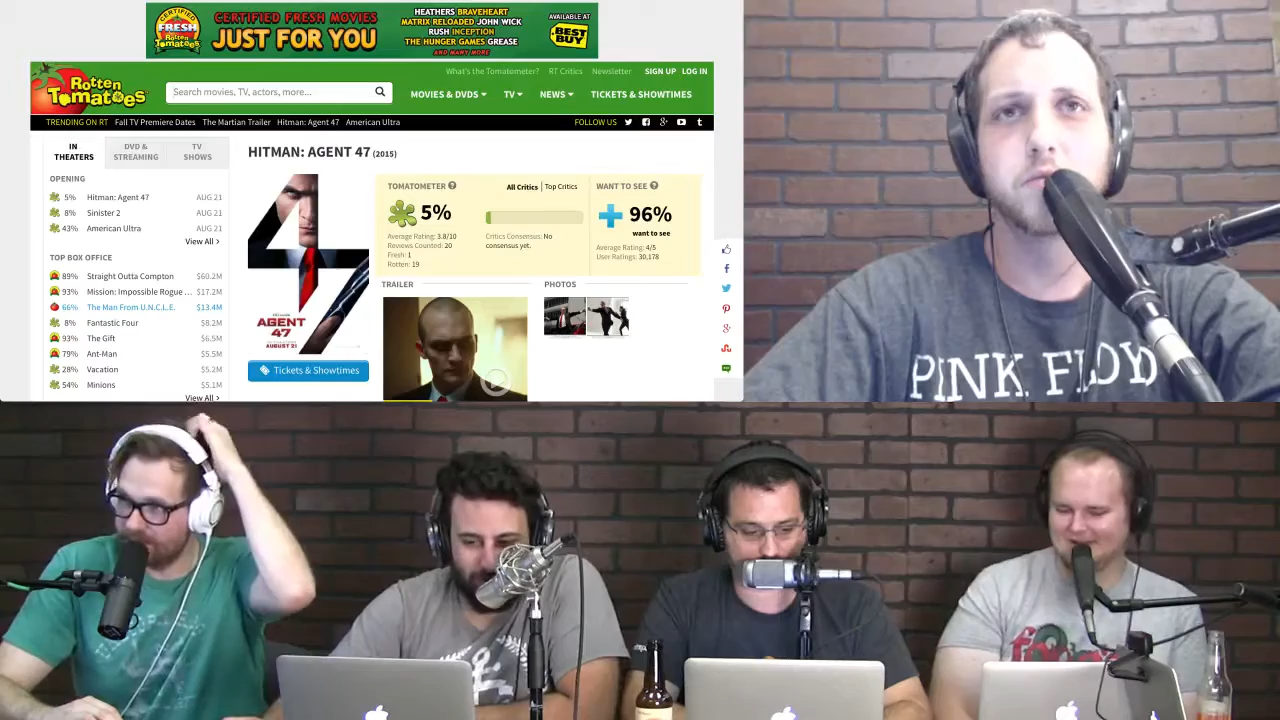 CERTIFIED FRESH MOVIES
JUST FOR YOU
FRESH
Rotten Tomatoes
HEATHERS BRAVEHEART
MATRIX RELOADED JOHN WICK
RUSH INCEPTION
THE HUNGER GAMES GREASE
AND MANY MORE
AVAILABLE AT
BEST BUY
What's the Tomatometer? RT Critics Newsletter SIGN UP LOG IN
Rotten Tomatoes
Search movies, TV, actors, more...
MOVIES & DVDS TV NEWS TICKETS & SHOWTIMES
TRENDING ON RT Fall TV Premiere Dates The Martian Trailer Hitman: Agent 47 American Ultra FOLLOW US
IN THEATERS
DVD & STREAMING
TV SHOWS
OPENING
5% Hitman: Agent 47 AUG 21
8% Sinister 2 AUG 21
43% American Ultra AUG 21
View All
TOP BOX OFFICE
89% Straight Outta Compton $60.2M
93% Mission: Impossible Rogue ... $17.2M
66% The Man From U.N.C.L.E. $13.4M
8% Fantastic Four $8.2M
93% The Gift $6.5M
79% Ant-Man $5.5M
28% Vacation $5.2M
54% Minions $5.1M
View All
HITMAN: AGENT 47 (2015)
AGENT
47
AUGUST 21
Tickets & Showtimes
TOMATOMETER
All Critics | Top Critics
5%
Average Rating: 3.8/10
Reviews Counted: 20
Fresh: 1
Rotten: 19
Critics Consensus: No
consensus yet.
WANT TO SEE
96%
want to see
Average Rating: 4/5
User Ratings: 30,178
TRAILER
PHOTOS
PINK FLOYD